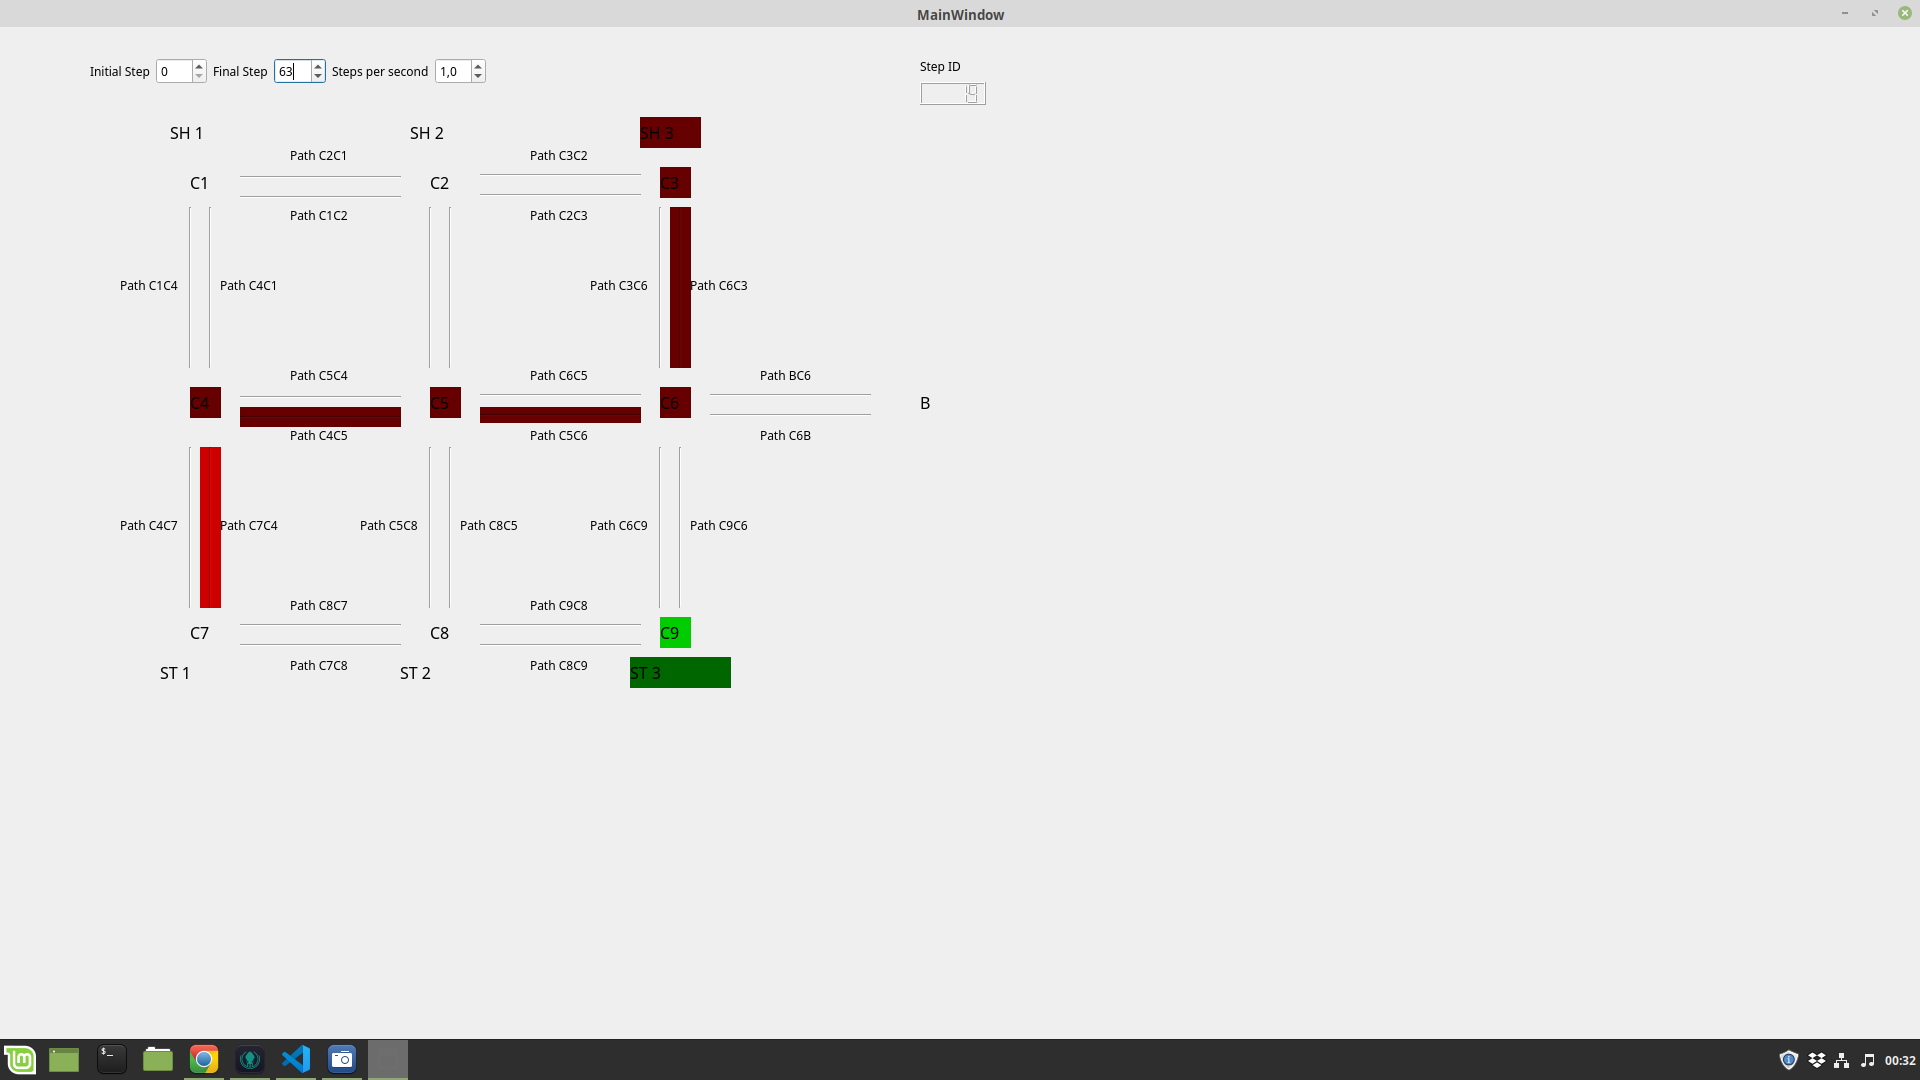 MainWindow
Initial Step 0 Final Step 63 Steps per second 1,0
Step ID
9
SH 1 SH 2 SH 3
Path C2C1 Path C3C2
C1 C2 C3
Path C1C2 Path C2C3
Path C1C4 Path C4C1 Path C3C6 Path C6C3
Path C5C4 Path C6C5 Path BC6
C4 C5 C6 B
Path C4C5 Path C5C6 Path C6B
Path C4C7 Path C7C4 Path C5C8 Path C8C5 Path C6C9 Path C9C6
Path C8C7 Path C9C8
C7 C8 C9
Path C7C8 Path C8C9
ST 1 ST 2 ST 3
00:32